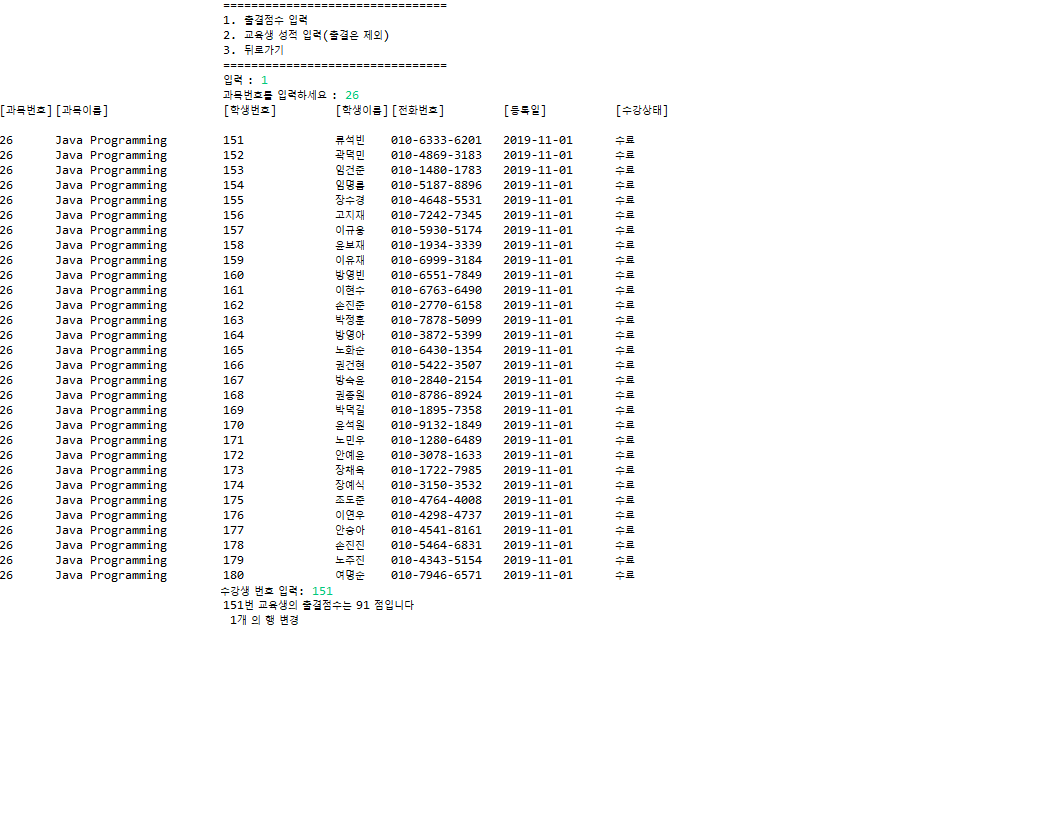 ================================
1. 출결점수 입력
2. 교육생 성적 입력(출결은 제외)
3. 뒤로가기
================================
입력 : 1
과목번호를 입력하세요 : 26
[과목번호] [과목이름] [학생번호] [학생이름] [전화번호] [등록일] [수강상태]
26 Java Programming 151 류석빈 010-6333-6201 2019-11-01 수료
26 Java Programming 152 곽덕민 010-4869-3183 2019-11-01 수료
26 Java Programming 153 임건준 010-1480-1783 2019-11-01 수료
26 Java Programming 154 임명름 010-5187-8896 2019-11-01 수료
26 Java Programming 155 장수경 010-4648-5531 2019-11-01 수료
26 Java Programming 156 고지재 010-7242-7345 2019-11-01 수료
26 Java Programming 157 이규웅 010-5930-5174 2019-11-01 수료
26 Java Programming 158 윤보재 010-1934-3339 2019-11-01 수료
26 Java Programming 159 이유재 010-6999-3184 2019-11-01 수료
26 Java Programming 160 방영빈 010-6551-7849 2019-11-01 수료
26 Java Programming 161 이현수 010-6763-6490 2019-11-01 수료
26 Java Programming 162 손진준 010-2770-6158 2019-11-01 수료
26 Java Programming 163 박정훈 010-7878-5099 2019-11-01 수료
26 Java Programming 164 방영아 010-3872-5399 2019-11-01 수료
26 Java Programming 165 노화순 010-6430-1354 2019-11-01 수료
26 Java Programming 166 권건현 010-5422-3507 2019-11-01 수료
26 Java Programming 167 방숙윤 010-2840-2154 2019-11-01 수료
26 Java Programming 168 권종원 010-8786-8924 2019-11-01 수료
26 Java Programming 169 박덕길 010-1895-7358 2019-11-01 수료
26 Java Programming 170 윤석원 010-9132-1849 2019-11-01 수료
26 Java Programming 171 노민우 010-1280-6489 2019-11-01 수료
26 Java Programming 172 안예윤 010-3078-1633 2019-11-01 수료
26 Java Programming 173 장채옥 010-1722-7985 2019-11-01 수료
26 Java Programming 174 장예식 010-3150-3532 2019-11-01 수료
26 Java Programming 175 조도준 010-4764-4008 2019-11-01 수료
26 Java Programming 176 이연우 010-4298-4737 2019-11-01 수료
26 Java Programming 177 안승아 010-4541-8161 2019-11-01 수료
26 Java Programming 178 손진진 010-5464-6831 2019-11-01 수료
26 Java Programming 179 노주진 010-4343-5154 2019-11-01 수료
26 Java Programming 180 여명순 010-7946-6571 2019-11-01 수료
수강생 번호 입력: 151
151번 교육생의 출결점수는 91 점입니다
1개 의 행 변경